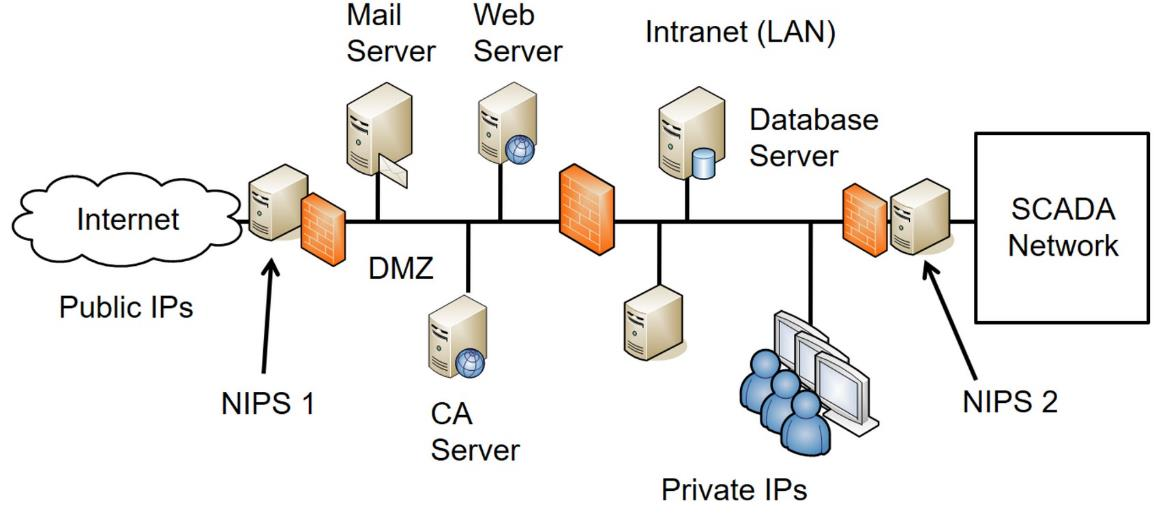 Mail
Server
Web
Server
Intranet (LAN)
Database
Server
Internet
SCADA
Network
DMZ
Public IPs
NIPS 1
CA
Server
NIPS 2
Private IPs